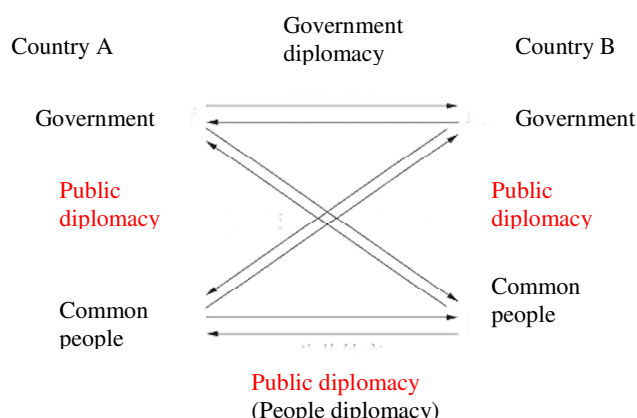 Government
diplomacy
Country A
Country B
Government
Government
Public
diplomacy
Public
diplomacy
Common
people
Common
people
Public diplomacy
(People diplomacy)